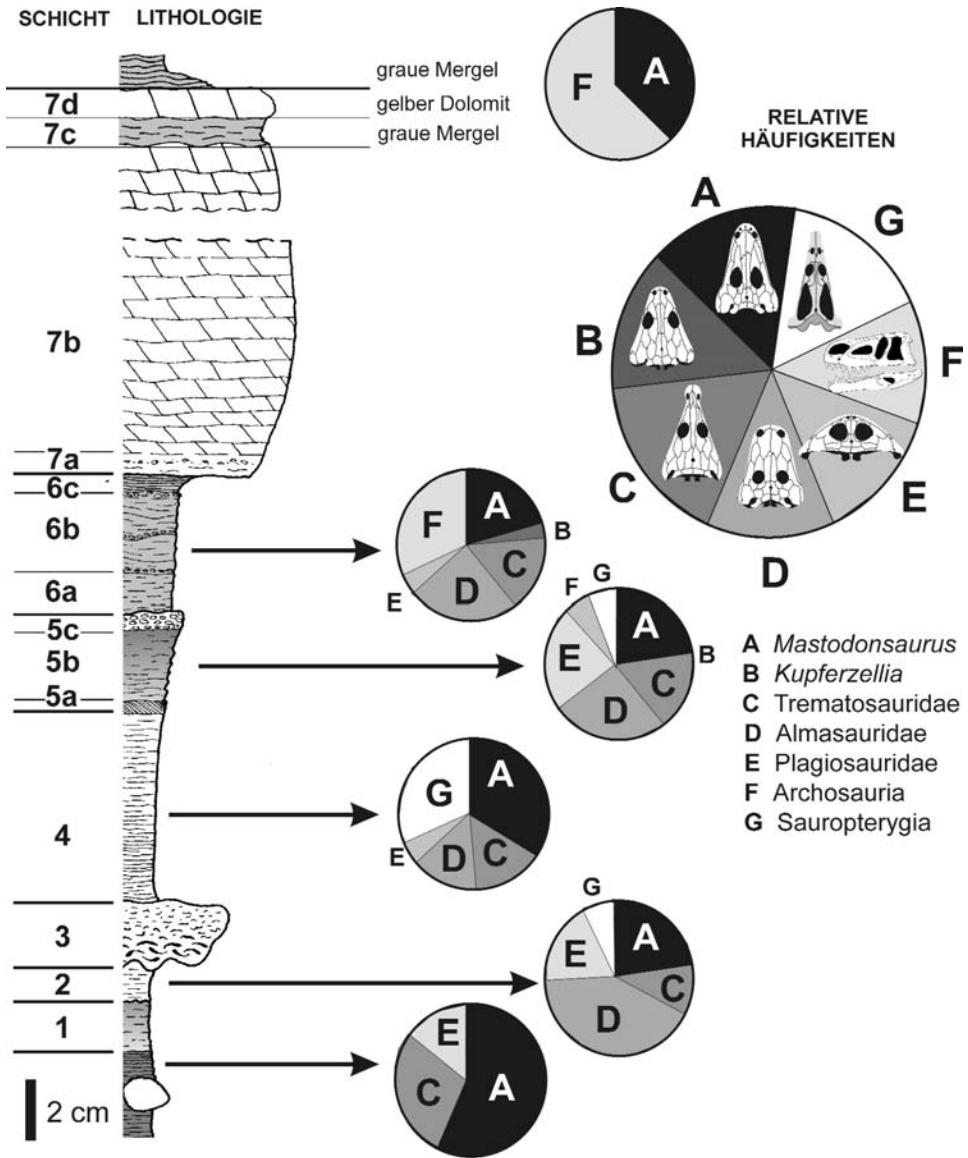 SCHICHT LITHOLOGIE
graue Mergel
7d
gelber Dolomit
7c
graue Mergel
F
A
RELATIVE
HÄUFIGKEITEN
A
G
B
F
C
E
D
7b
7a
6c
6b
6a
5c
5b
5a
4
3
2
1
2 cm
F
A
B
C
D
E
F
G
A
B
C
D
E
G
A
C
D
E
G
A
C
D
E
E
A
C
A Mastodonsaurus
B Kupferzellia
C Trematosauridae
D Almasauridae
E Plagiosauridae
F Archosauria
G Sauropterygia